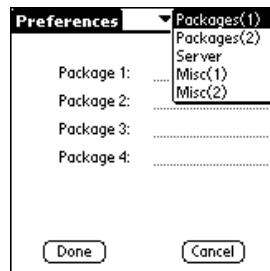 Preferences
Packages(1)
Packages(2)
Server
Misc(1)
Misc(2)
Package 1:
Package 2:
Package 3:
Package 4:
Done
Cancel